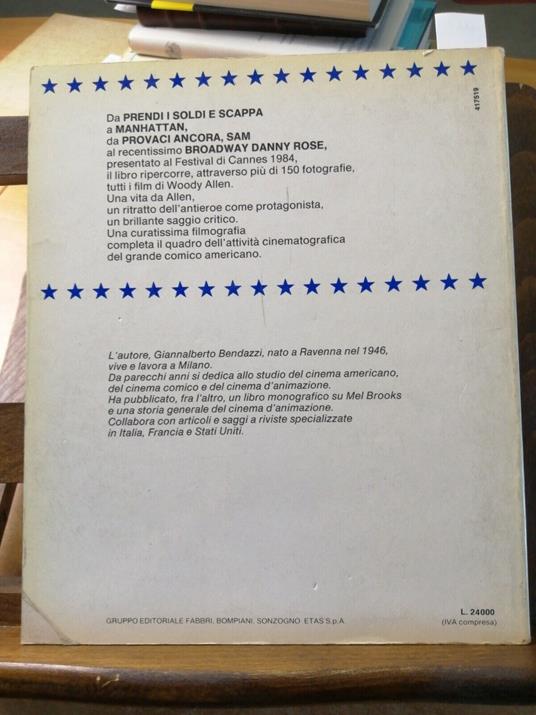 417519
Da PRENDI I SOLDI E SCAPPA
a MANHATTAN,
da PROVACI ANCORA, SAM
al recentissimo BROADWAY DANNY ROSE,
presentato al Festival di Cannes 1984,
il libro ripercorre, attraverso più di 150 fotografie,
tutti i film di Woody Allen.
Una vita da Allen,
un ritratto dell'antieroe come protagonista,
un brillante saggio critico.
Una curatissima filmografia
completa il quadro dell'attività cinematografica
del grande comico americano.
L'autore, Giannalberto Bendazzi, nato a Ravenna nel 1946,
vive e lavora a Milano.
Da parecchi anni si dedica allo studio del cinema americano,
del cinema comico e del cinema d'animazione.
Ha pubblicato, fra l'altro, un libro monografico su Mel Brooks
e una storia generale del cinema d'animazione.
Collabora con articoli e saggi a riviste specializzate
in Italia, Francia e Stati Uniti.
L. 24000
GRUPPO EDITORIALE FABBRI, BOMPIANI, SONZOGNO ETAS S.p.A.
(IVA compresa)